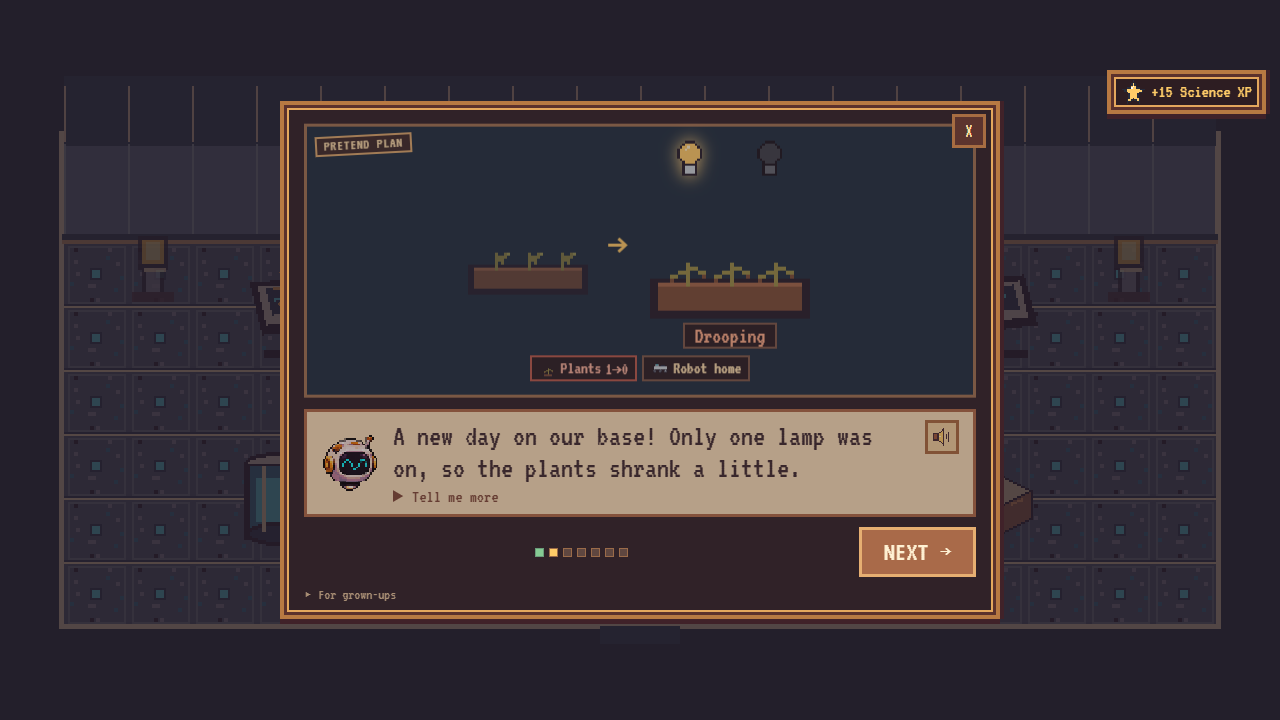 +15 Science XP
PRETEND PLAN
X
Drooping
Plants 1→0
Robot home
A new day on our base! Only one lamp was
on, so the plants shrank a little.
▶ Tell me more
NEXT →
▸ For grown-ups